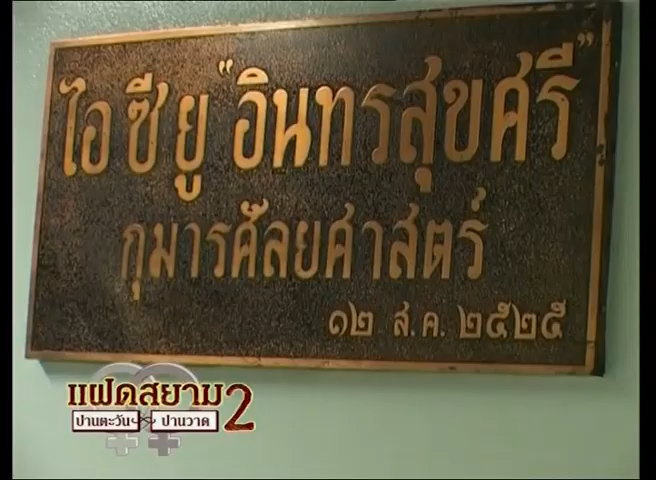 ไอ ซี ยู "อินทรสุขศรี"
กุมารศัลยศาสตร์
๑๒ ส.ค. ๒๕๒๕
แฝดสยาม 2
ปานตะวัน ปานวาด